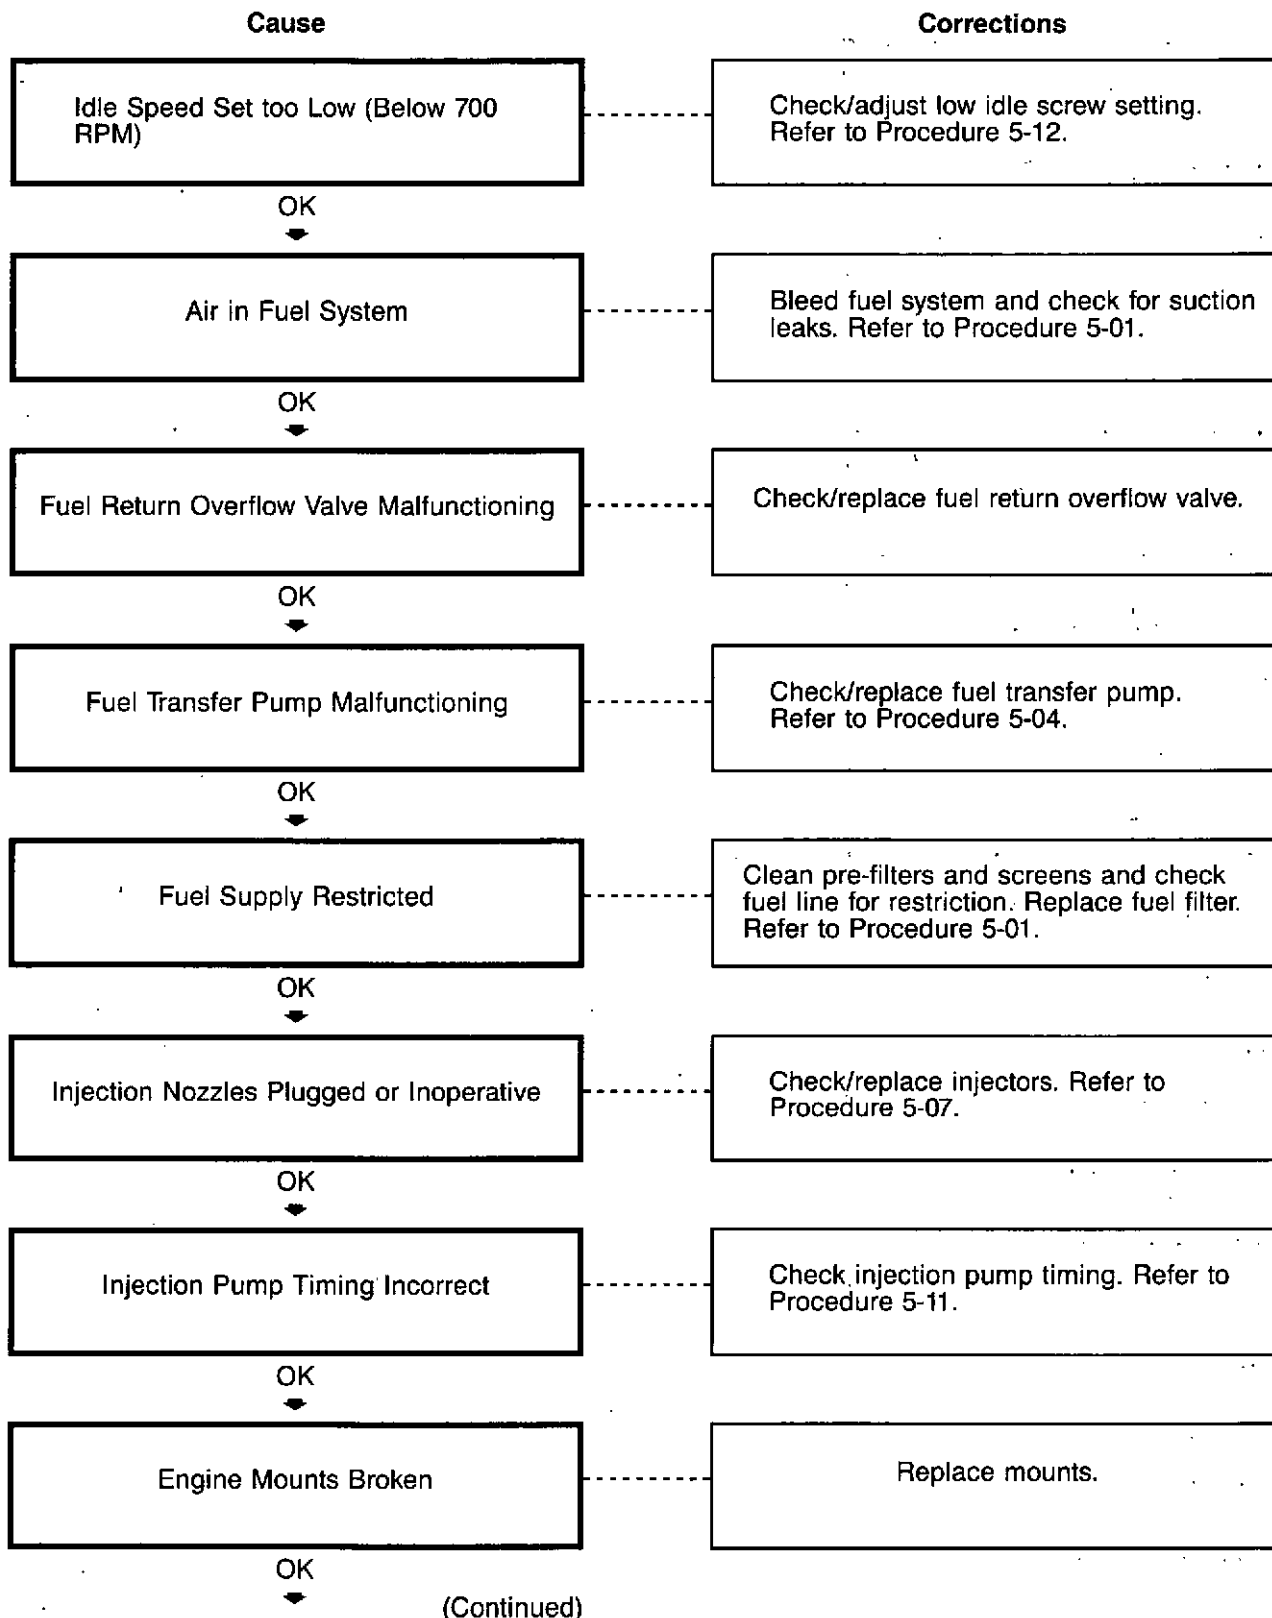 Cause
Corrections
Idle Speed Set too Low (Below 700
RPM)
Check/adjust low idle screw setting.
Refer to Procedure 5-12.
OK
Air in Fuel System
Bleed fuel system and check for suction
leaks. Refer to Procedure 5-01.
OK
Fuel Return Overflow Valve Malfunctioning
Check/replace fuel return overflow valve.
OK
Fuel Transfer Pump Malfunctioning
Check/replace fuel transfer pump.
Refer to Procedure 5-04.
OK
Fuel Supply Restricted
Clean pre-filters and screens and check
fuel line for restriction. Replace fuel filter.
Refer to Procedure 5-01.
OK
Injection Nozzles Plugged or Inoperative
Check/replace injectors. Refer to
Procedure 5-07.
OK
Injection Pump Timing Incorrect
Check injection pump timing. Refer to
Procedure 5-11.
OK
Engine Mounts Broken
Replace mounts.
OK
(Continued)